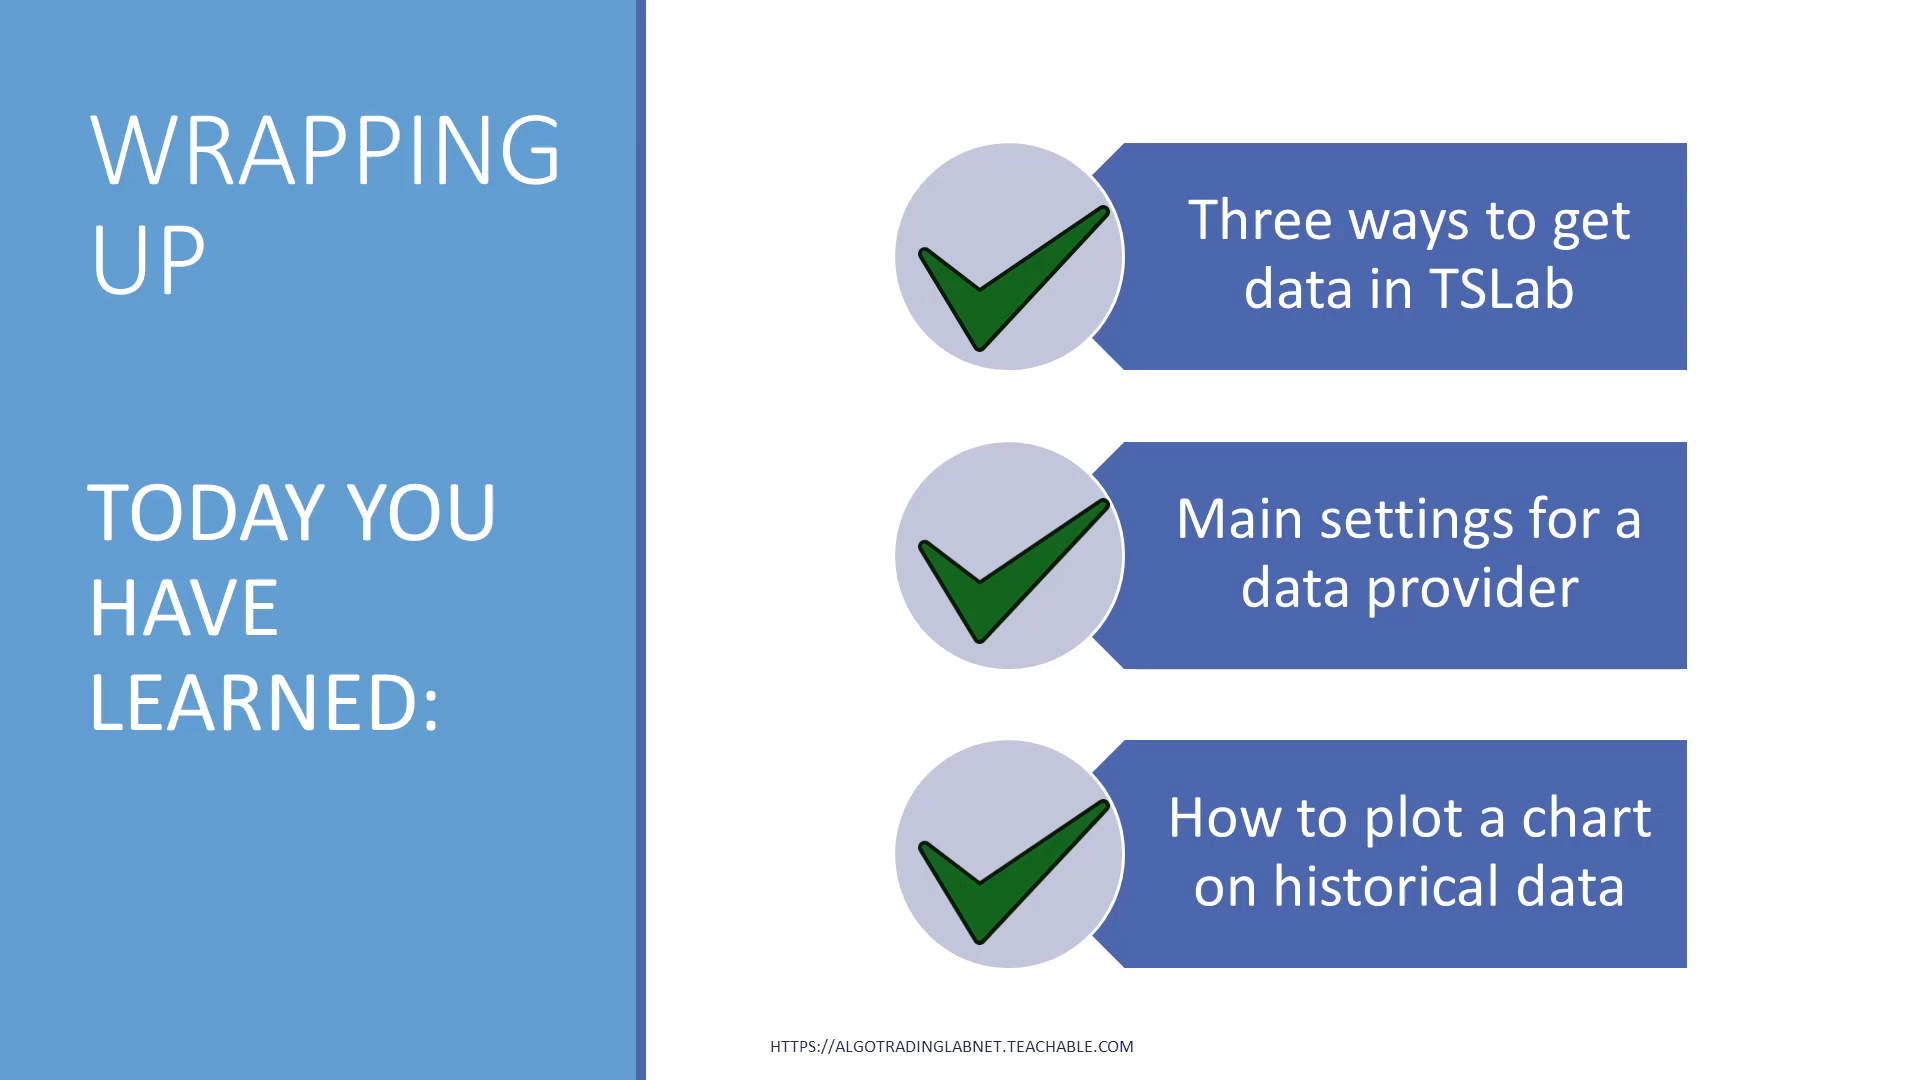 WRAPPING
UP
TODAY YOU
HAVE
LEARNED:
Three ways to get
data in TSLab
Main settings for a
data provider
How to plot a chart
on historical data
HTTPS://ALGOTRADINGLABNET.TEACHABLE.COM